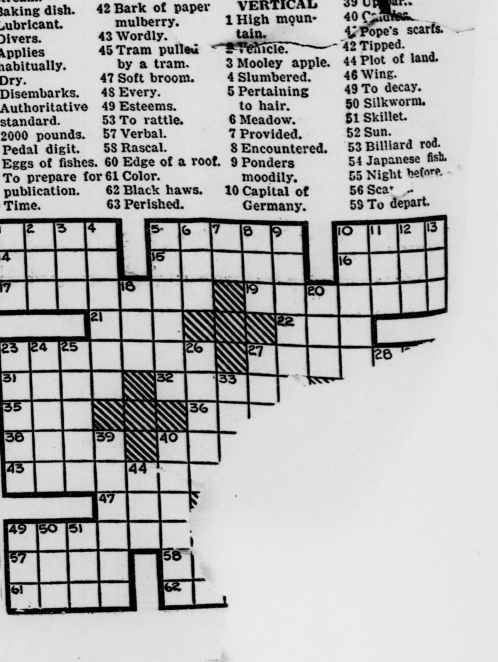 Baking dish.
Lubricant.
Divers.
Applies
habitually.
Dry.
Disembarks.
Authoritative
standard.
2000 pounds.
Pedal digit.
Eggs of fishes.
To prepare for
publication.
Time.
42 Bark of paper
mulberry.
43 Wordly.
45 Tram pulled
by a tram.
47 Soft broom.
48 Every.
49 Esteems.
53 To rattle.
57 Verbal.
58 Rascal.
60 Edge of a roof.
61 Color.
62 Black haws.
63 Perished.
VERTICAL
1 High moun-
tain.
2 Vehicle.
3 Mooley apple.
4 Slumbered.
5 Pertaining
to hair.
6 Meadow.
7 Provided.
8 Encountered.
9 Ponders
moodily.
10 Capital of
Germany.
39
40
Pope's scarfs.
42 Tipped.
44 Plot of land.
46 Wing.
49 To decay.
50 Silkworm.
51 Skillet.
52 Sun.
53 Billiard rod.
54 Japanese fish.
55 Night before.
56
59 To depart.
2 3 4 5 6 7 8 9 10 11 12 13
14 15 16
17 18 19 20
21 22
23 24 25 26 27 28
31 32 33
35 36
38 39 40
43 44
47
49 50 51
57 58
61 62